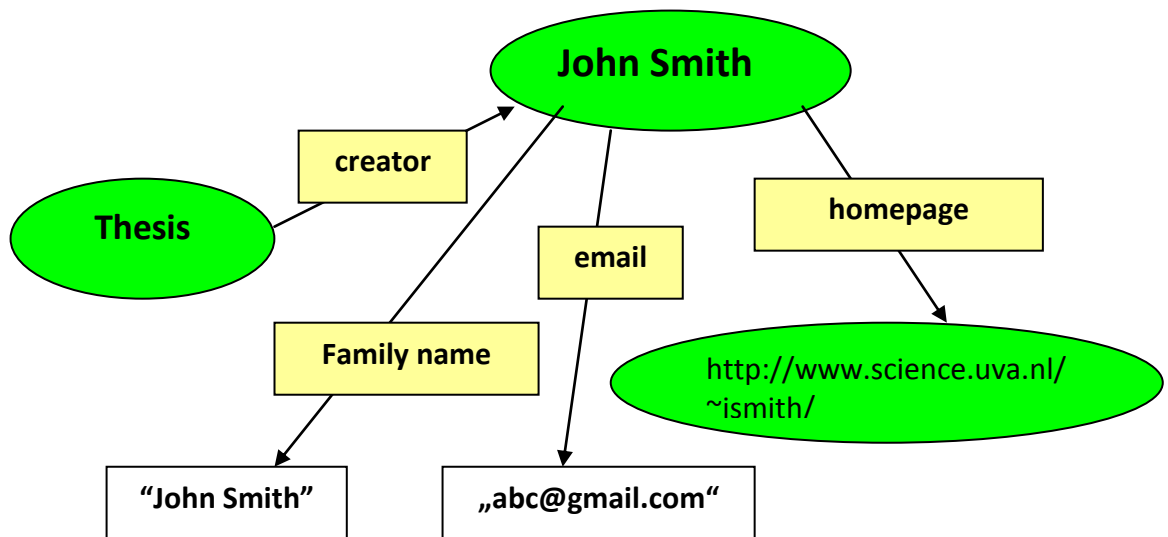 John Smith
creator
Thesis
homepage
email
Family name
http://www.science.uva.nl/
~ismith/
“John Smith”
„abc@gmail.com“